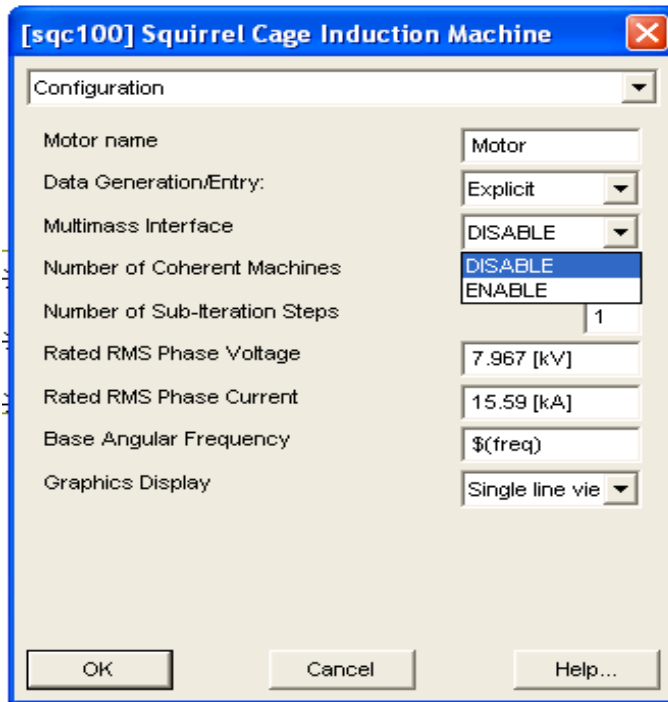 [sqc100] Squirrel Cage Induction Machine
Configuration
Motor name Motor
Data Generation/Entry: Explicit
Multimass Interface DISABLE
Number of Coherent Machines DISABLE
ENABLE
Number of Sub-Iteration Steps 1
Rated RMS Phase Voltage 7.967 [kV]
Rated RMS Phase Current 15.59 [kA]
Base Angular Frequency $(freq)
Graphics Display Single line vie
OK Cancel Help...